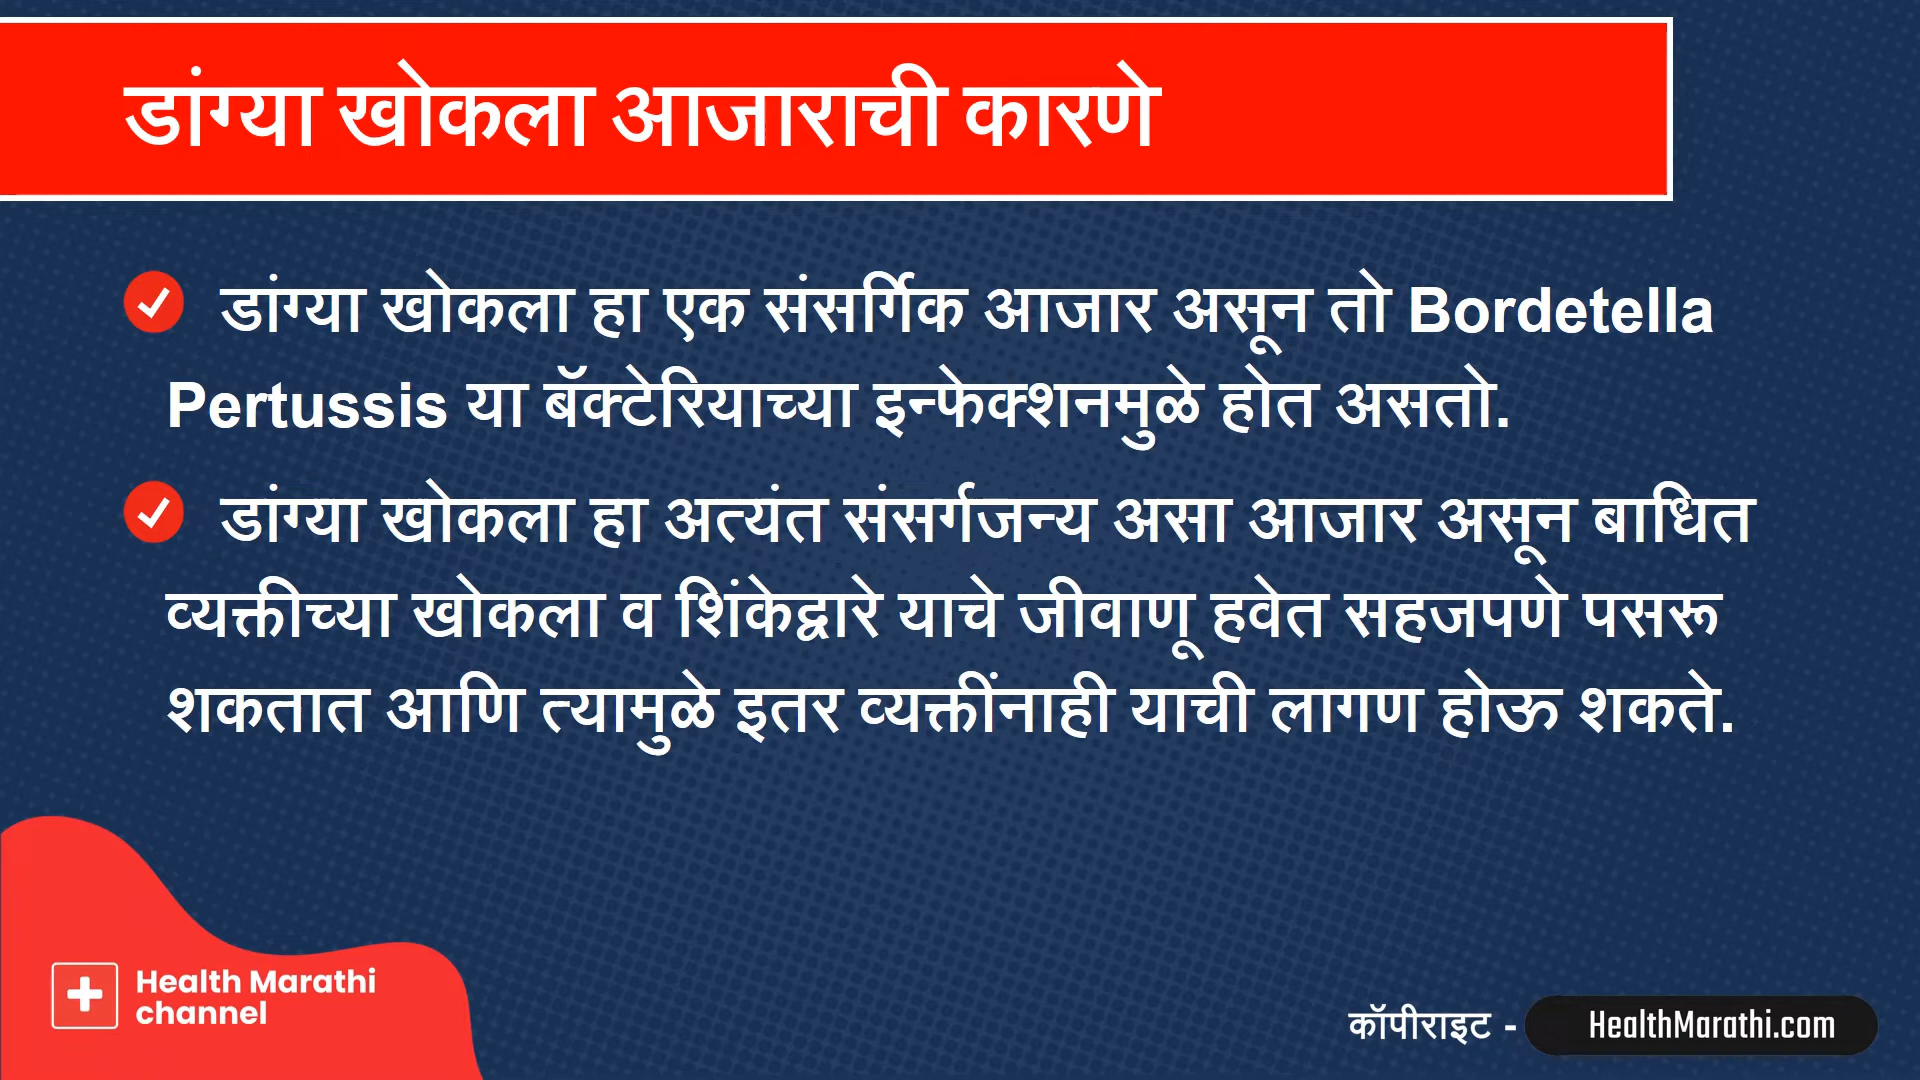 डांग्या खोकला आजाराची कारणे
डांग्या खोकला हा एक संसर्गिक आजार असून तो Bordetella
Pertussis या बॅक्टेरियाच्या इन्फेक्शनमुळे होत असतो.
डांग्या खोकला हा अत्यंत संसर्गजन्य असा आजार असून बाधित
व्यक्तीच्या खोकला व शिंकेद्वारे याचे जीवाणू हवेत सहजपणे पसरू
शकतात आणि त्यामुळे इतर व्यक्तींनाही याची लागण होऊ शकते.
Health Marathi
channel
कॉपीराइट - HealthMarathi.com